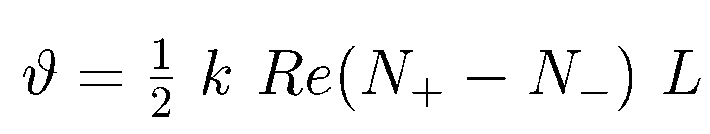 ϑ = 1/2 k Re(N₊ − N₋) L